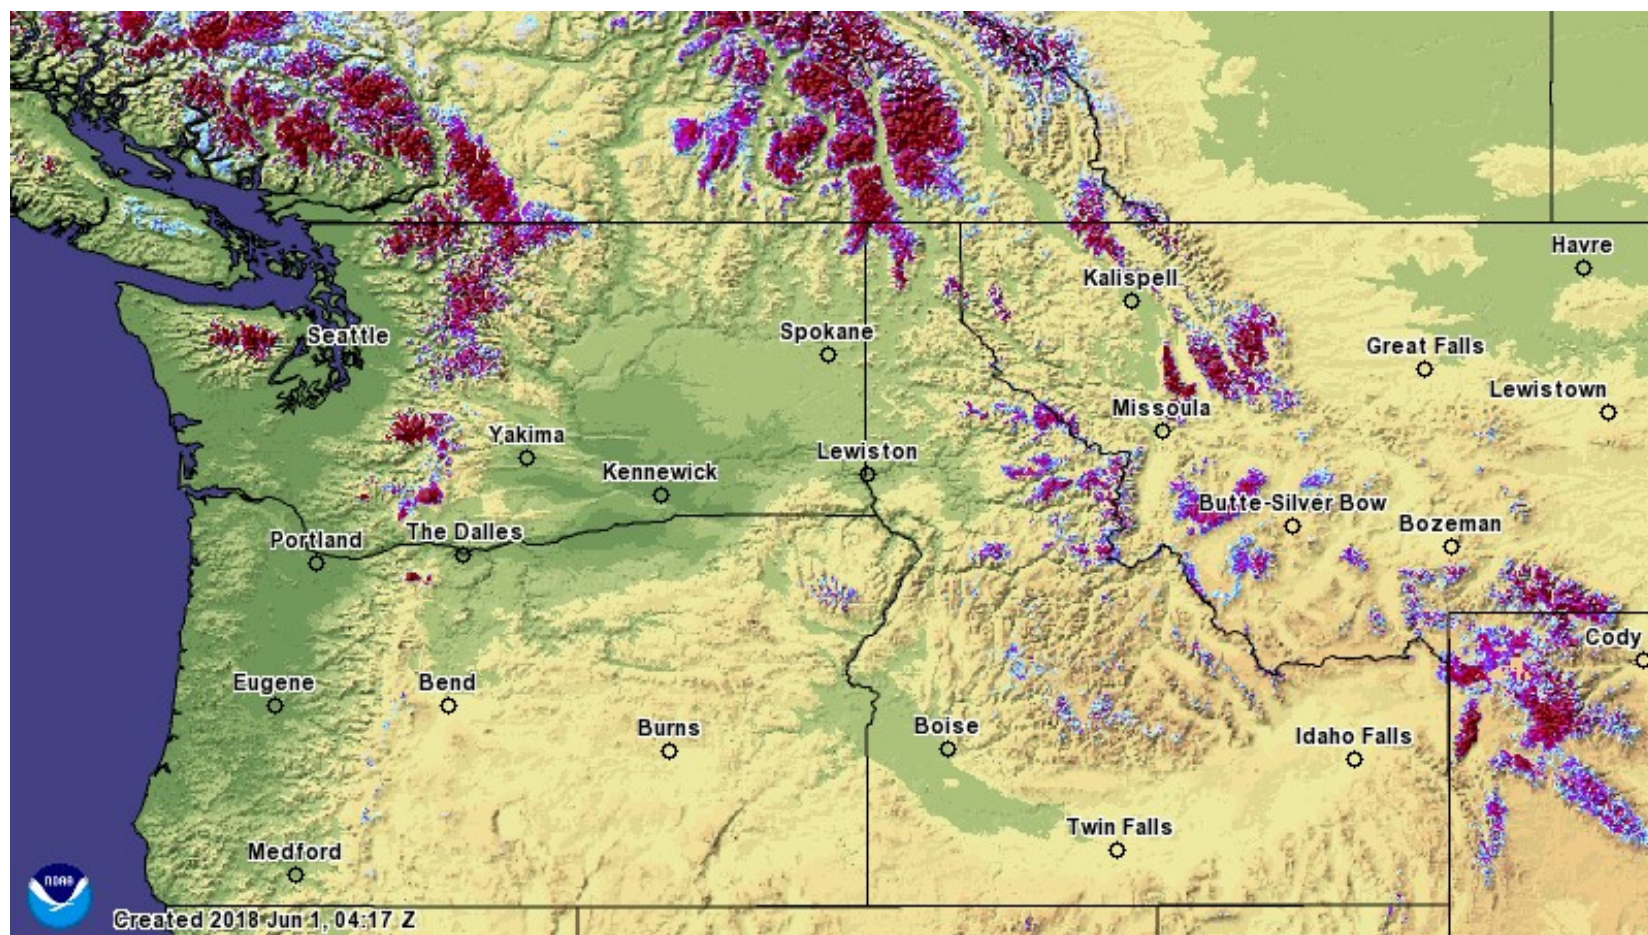 Havre
Kalispell
Seattle
Spokane
Great Falls
Lewistown
Missoula
Yakima
Lewiston
Kennewick
Butte-Silver Bow
Bozeman
Portland
The Dalles
Cody
Eugene
Bend
Burns
Boise
Idaho Falls
Twin Falls
Medford
NOAA
Created 2018 Jun 1, 04:17 Z